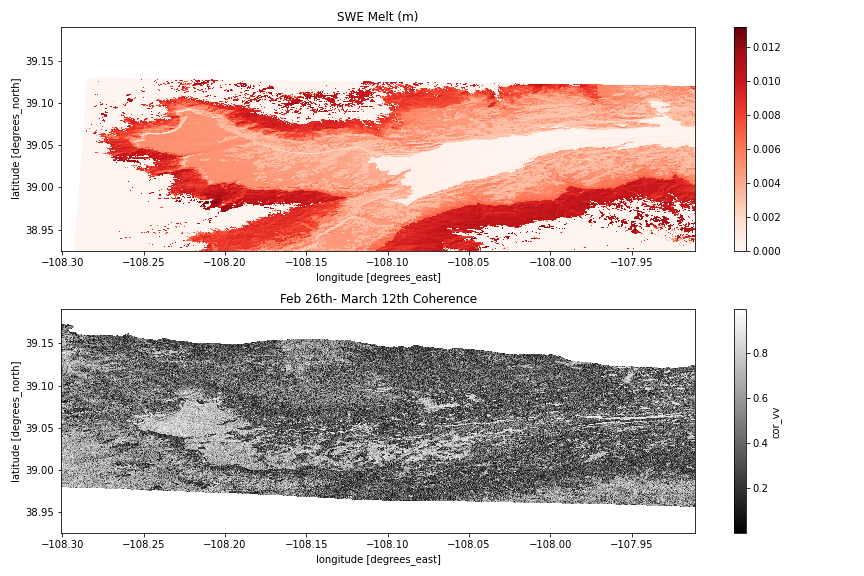 SWE Melt (m)
39.15
39.10
39.05
39.00
38.95
latitude [degrees_north]
−108.30 −108.25 −108.20 −108.15 −108.10 −108.05 −108.00 −107.95
longitude [degrees_east]
0.012
0.010
0.008
0.006
0.004
0.002
0.000
Feb 26th- March 12th Coherence
39.15
39.10
39.05
39.00
38.95
latitude [degrees_north]
−108.30 −108.25 −108.20 −108.15 −108.10 −108.05 −108.00 −107.95
longitude [degrees_east]
0.8
0.6
0.4
0.2
cor_vv